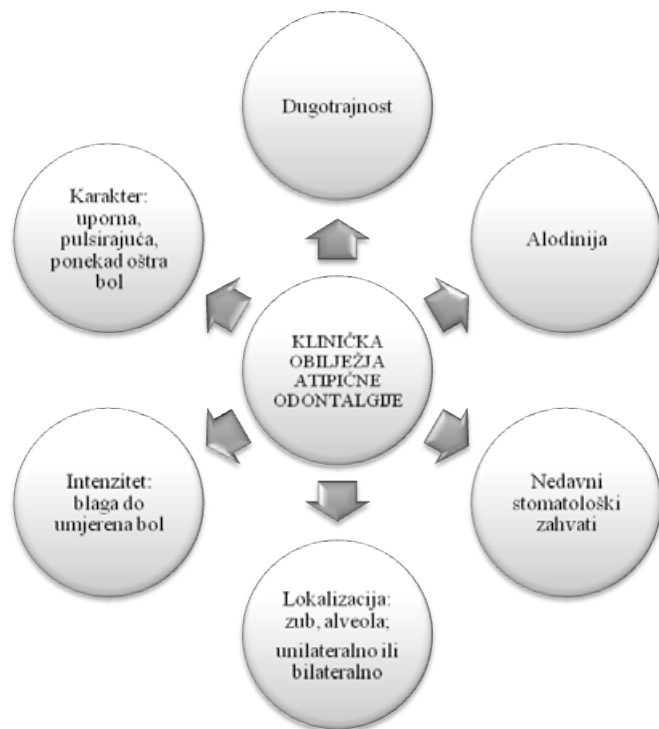 Dugotrajnost
Karakter:
uporna,
pulsirajuća,
ponekad oštra
bol
Alodinija
KLINIČKA
OBILJEŽJA
ATIPIČNE
ODONTALGIJE
Intenzitet:
blaga do
umjerena bol
Nedavni
stomatološki
zahvati
Lokalizacija:
zub, alveola;
unilateralno ili
bilateralno